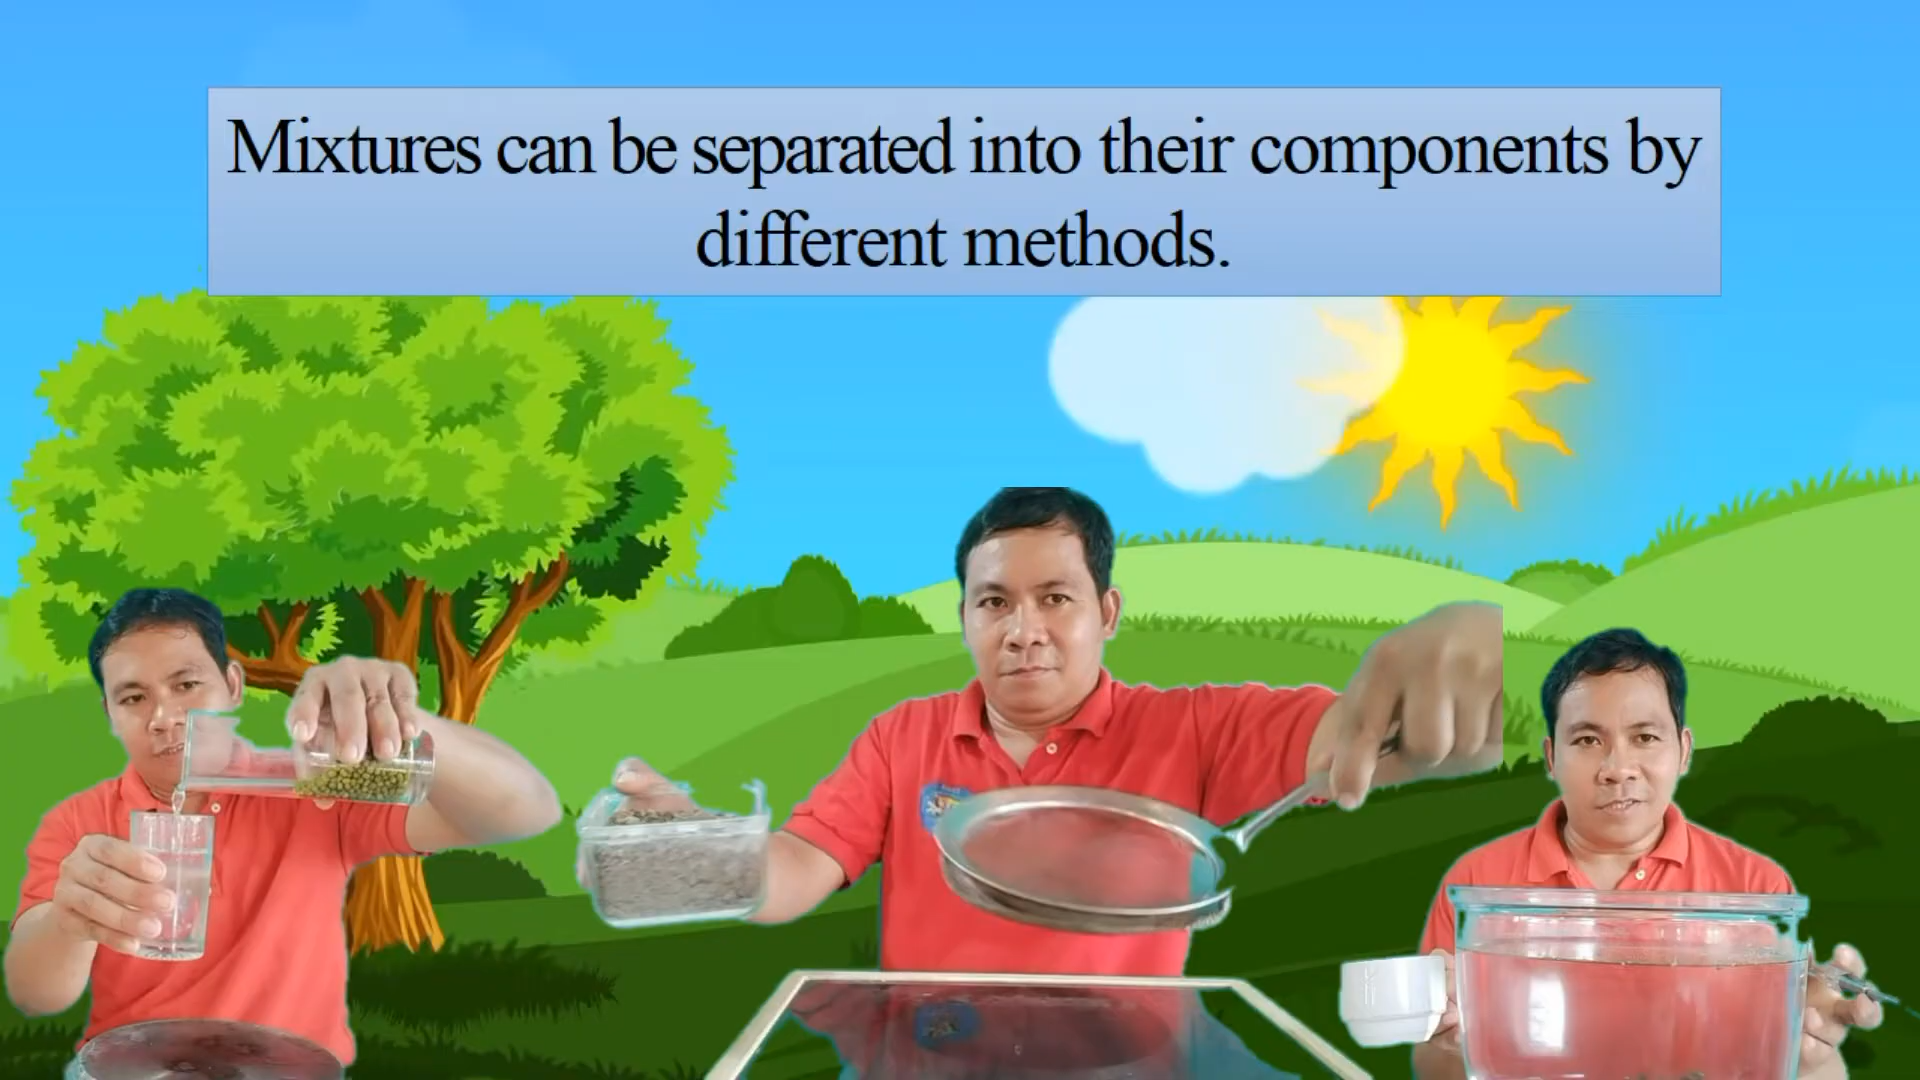 Mixtures can be separated into their components by
different methods.